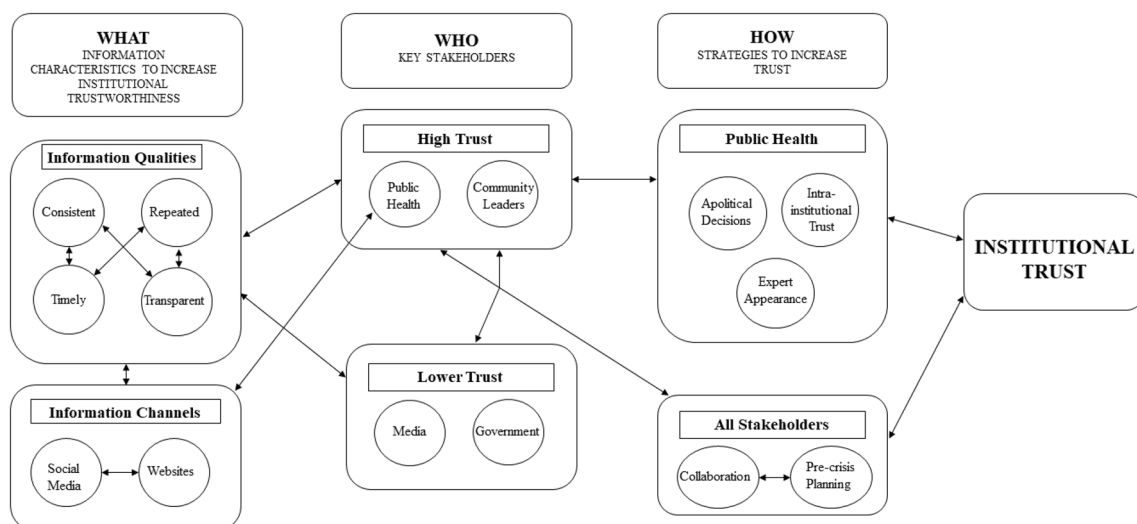 WHAT
INFORMATION
CHARACTERISTICS TO INCREASE
INSTITUTIONAL
TRUSTWORTHINESS
WHO
KEY STAKEHOLDERS
HOW
STRATEGIES TO INCREASE
TRUST
Information Qualities
Consistent
Repeated
Timely
Transparent
Information Channels
Social
Media
Websites
High Trust
Public
Health
Community
Leaders
Lower Trust
Media
Government
Public Health
Apolitical
Decisions
Intra-
institutional
Trust
Expert
Appearance
All Stakeholders
Collaboration
Pre-crisis
Planning
INSTITUTIONAL
TRUST